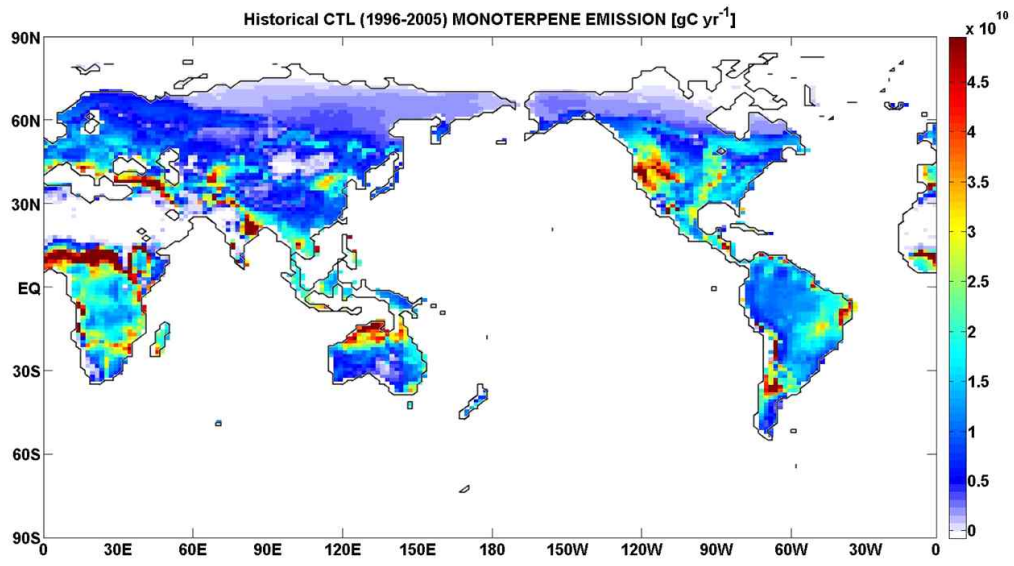 Historical CTL (1996-2005) MONOTERPENE EMISSION [gC yr⁻¹]
x 10¹⁰
90N
60N
30N
EQ
30S
60S
90S
0 30E 60E 90E 120E 150E 180 150W 120W 90W 60W 30W 0
4.5
4
3.5
3
2.5
2
1.5
1
0.5
0